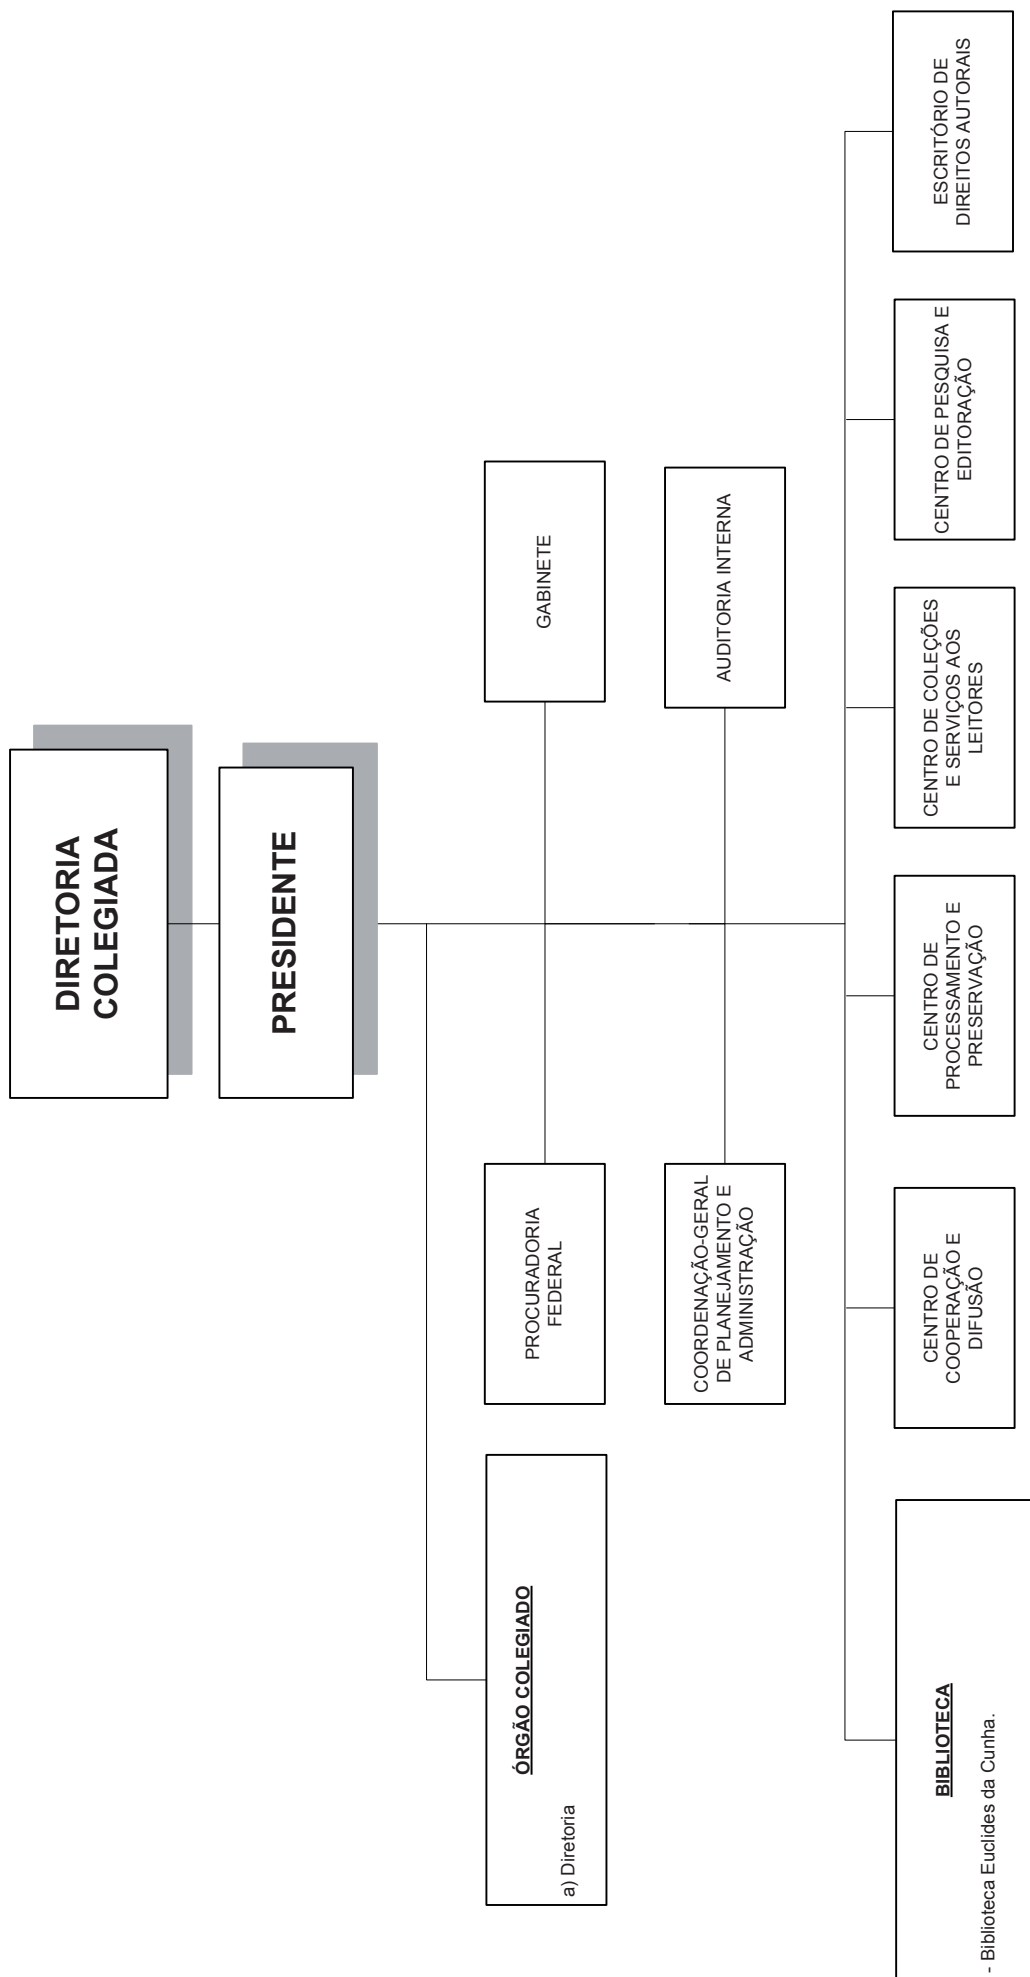 DIRETORIA
COLEGIADA
PRESIDENTE
ÓRGÃO COLEGIADO
a) Diretoria
PROCURADORIA
FEDERAL
GABINETE
COORDENAÇÃO-GERAL
DE PLANEJAMENTO E
ADMINISTRAÇÃO
AUDITORIA INTERNA
BIBLIOTECA
- Biblioteca Euclides da Cunha.
CENTRO DE
COOPERAÇÃO E
DIFUSÃO
CENTRO DE
PROCESSAMENTO E
PRESERVAÇÃO
CENTRO DE COLEÇÕES
E SERVIÇOS AOS
LEITORES
CENTRO DE PESQUISA E
EDITORAÇÃO
ESCRITÓRIO DE
DIREITOS AUTORAIS